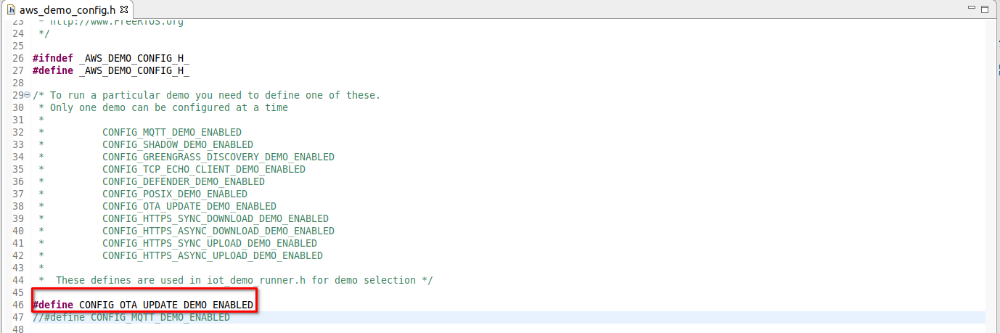 aws_demo_config.h
23 * http://www.FreeRTOS.org
24 */
25
26 #ifndef _AWS_DEMO_CONFIG_H_
27 #define _AWS_DEMO_CONFIG_H_
28
29 /* To run a particular demo you need to define one of these.
30 * Only one demo can be configured at a time
31 *
32 * CONFIG_MQTT_DEMO_ENABLED
33 * CONFIG_SHADOW_DEMO_ENABLED
34 * CONFIG_GREENGRASS_DISCOVERY_DEMO_ENABLED
35 * CONFIG_TCP_ECHO_CLIENT_DEMO_ENABLED
36 * CONFIG_DEFENDER_DEMO_ENABLED
37 * CONFIG_POSIX_DEMO_ENABLED
38 * CONFIG_OTA_UPDATE_DEMO_ENABLED
39 * CONFIG_HTTPS_SYNC_DOWNLOAD_DEMO_ENABLED
40 * CONFIG_HTTPS_ASYNC_DOWNLOAD_DEMO_ENABLED
41 * CONFIG_HTTPS_SYNC_UPLOAD_DEMO_ENABLED
42 * CONFIG_HTTPS_ASYNC_UPLOAD_DEMO_ENABLED
43 *
44 * These defines are used in iot_demo_runner.h for demo selection */
45
46 #define CONFIG_OTA_UPDATE_DEMO_ENABLED
47 //#define CONFIG_MQTT_DEMO_ENABLED
48